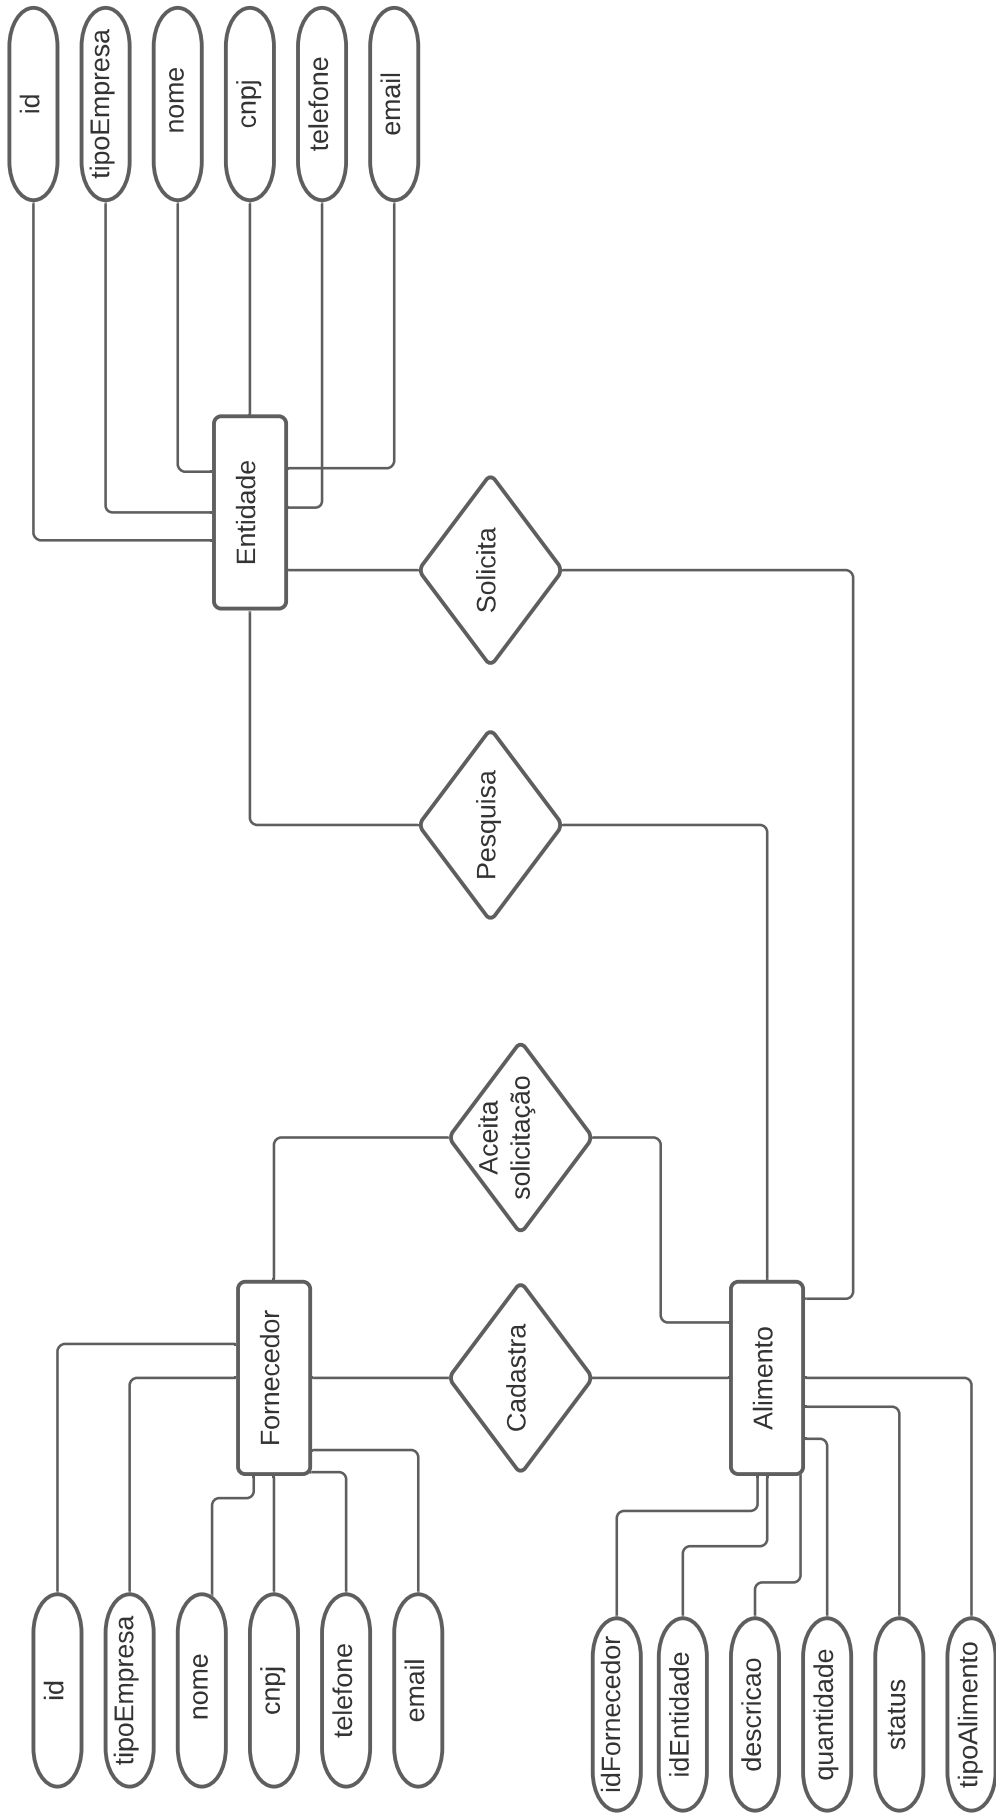 id
tipoEmpresa
nome
cnpj
telefone
email
Fornecedor
Cadastra
Aceita
solicitação
Alimento
idFornecedor
idEntidade
descricao
quantidade
status
tipoAlimento
Pesquisa
Solicita
Entidade
id
tipoEmpresa
nome
cnpj
telefone
email